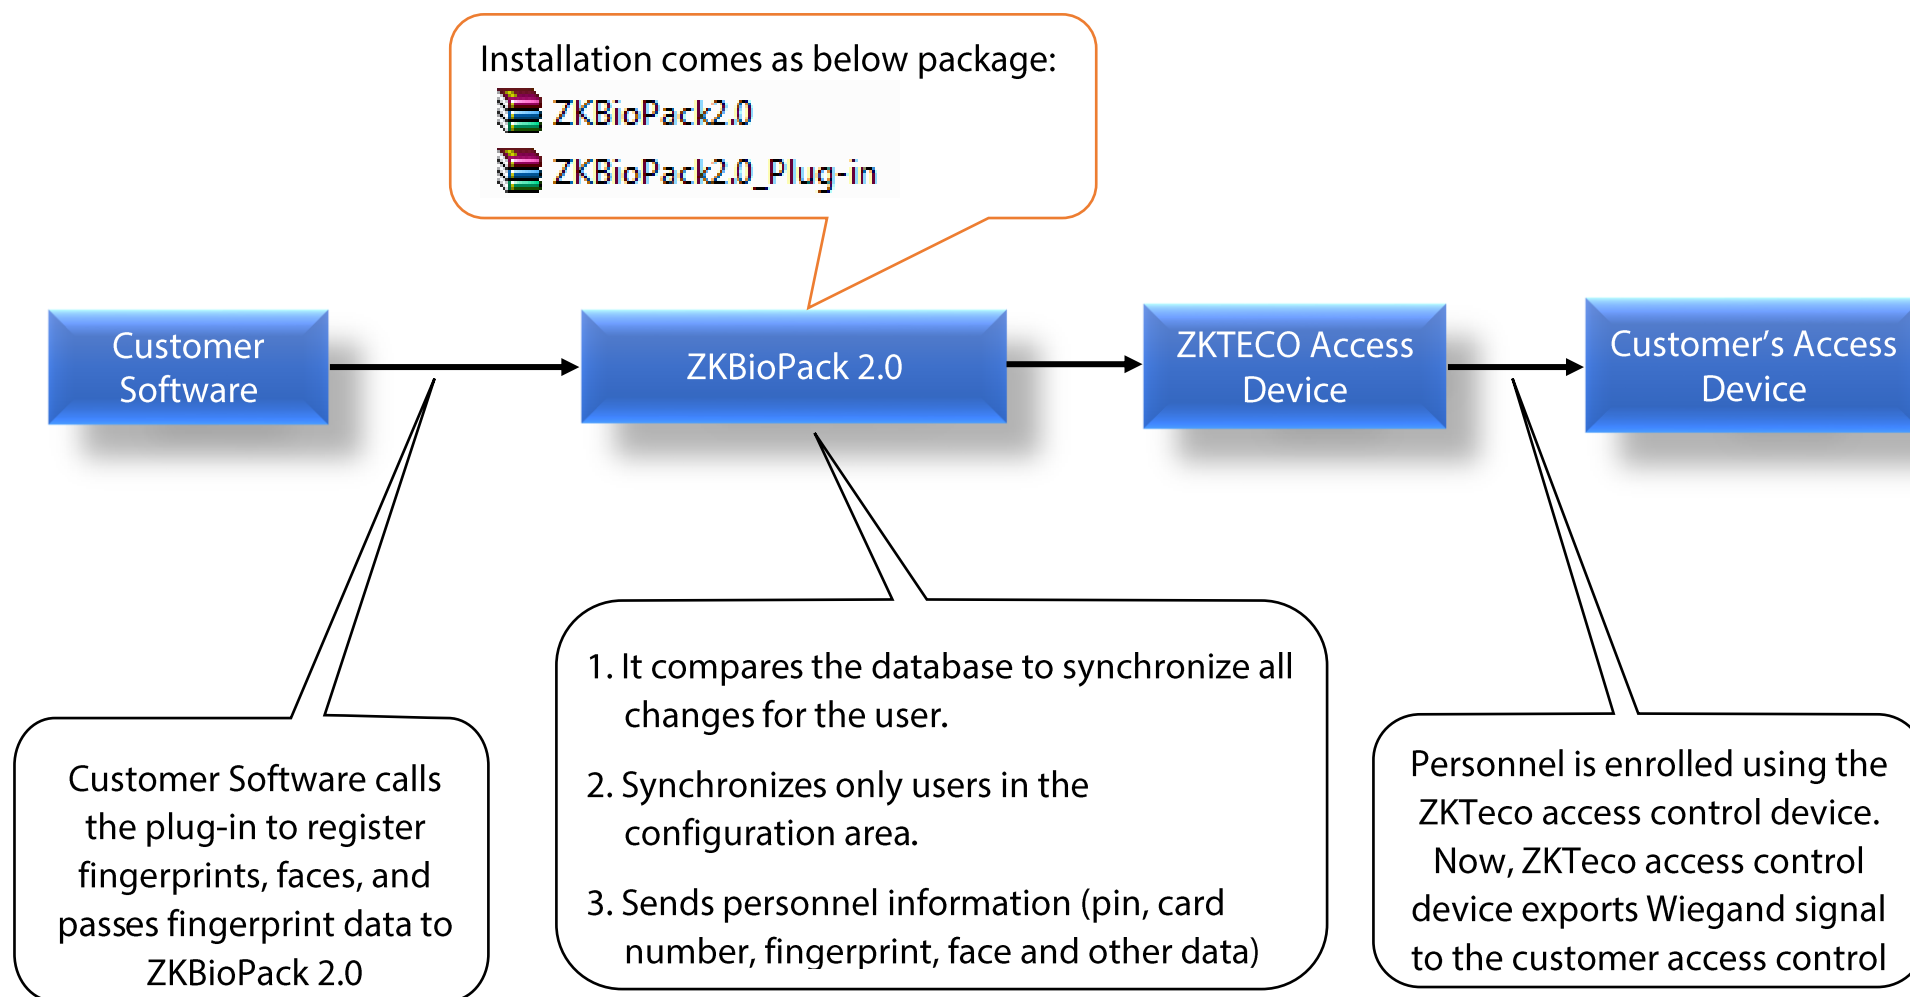 Installation comes as below package:
ZKBioPack2.0
ZKBioPack2.0_Plug-in
Customer
Software
ZKBioPack 2.0
ZKTECO Access
Device
Customer's Access
Device
Customer Software calls
the plug-in to register
fingerprints, faces, and
passes fingerprint data to
ZKBioPack 2.0
1. It compares the database to synchronize all
changes for the user.
2. Synchronizes only users in the
configuration area.
3. Sends personnel information (pin, card
number, fingerprint, face and other data)
Personnel is enrolled using the
ZKTeco access control device.
Now, ZKTeco access control
device exports Wiegand signal
to the customer access control